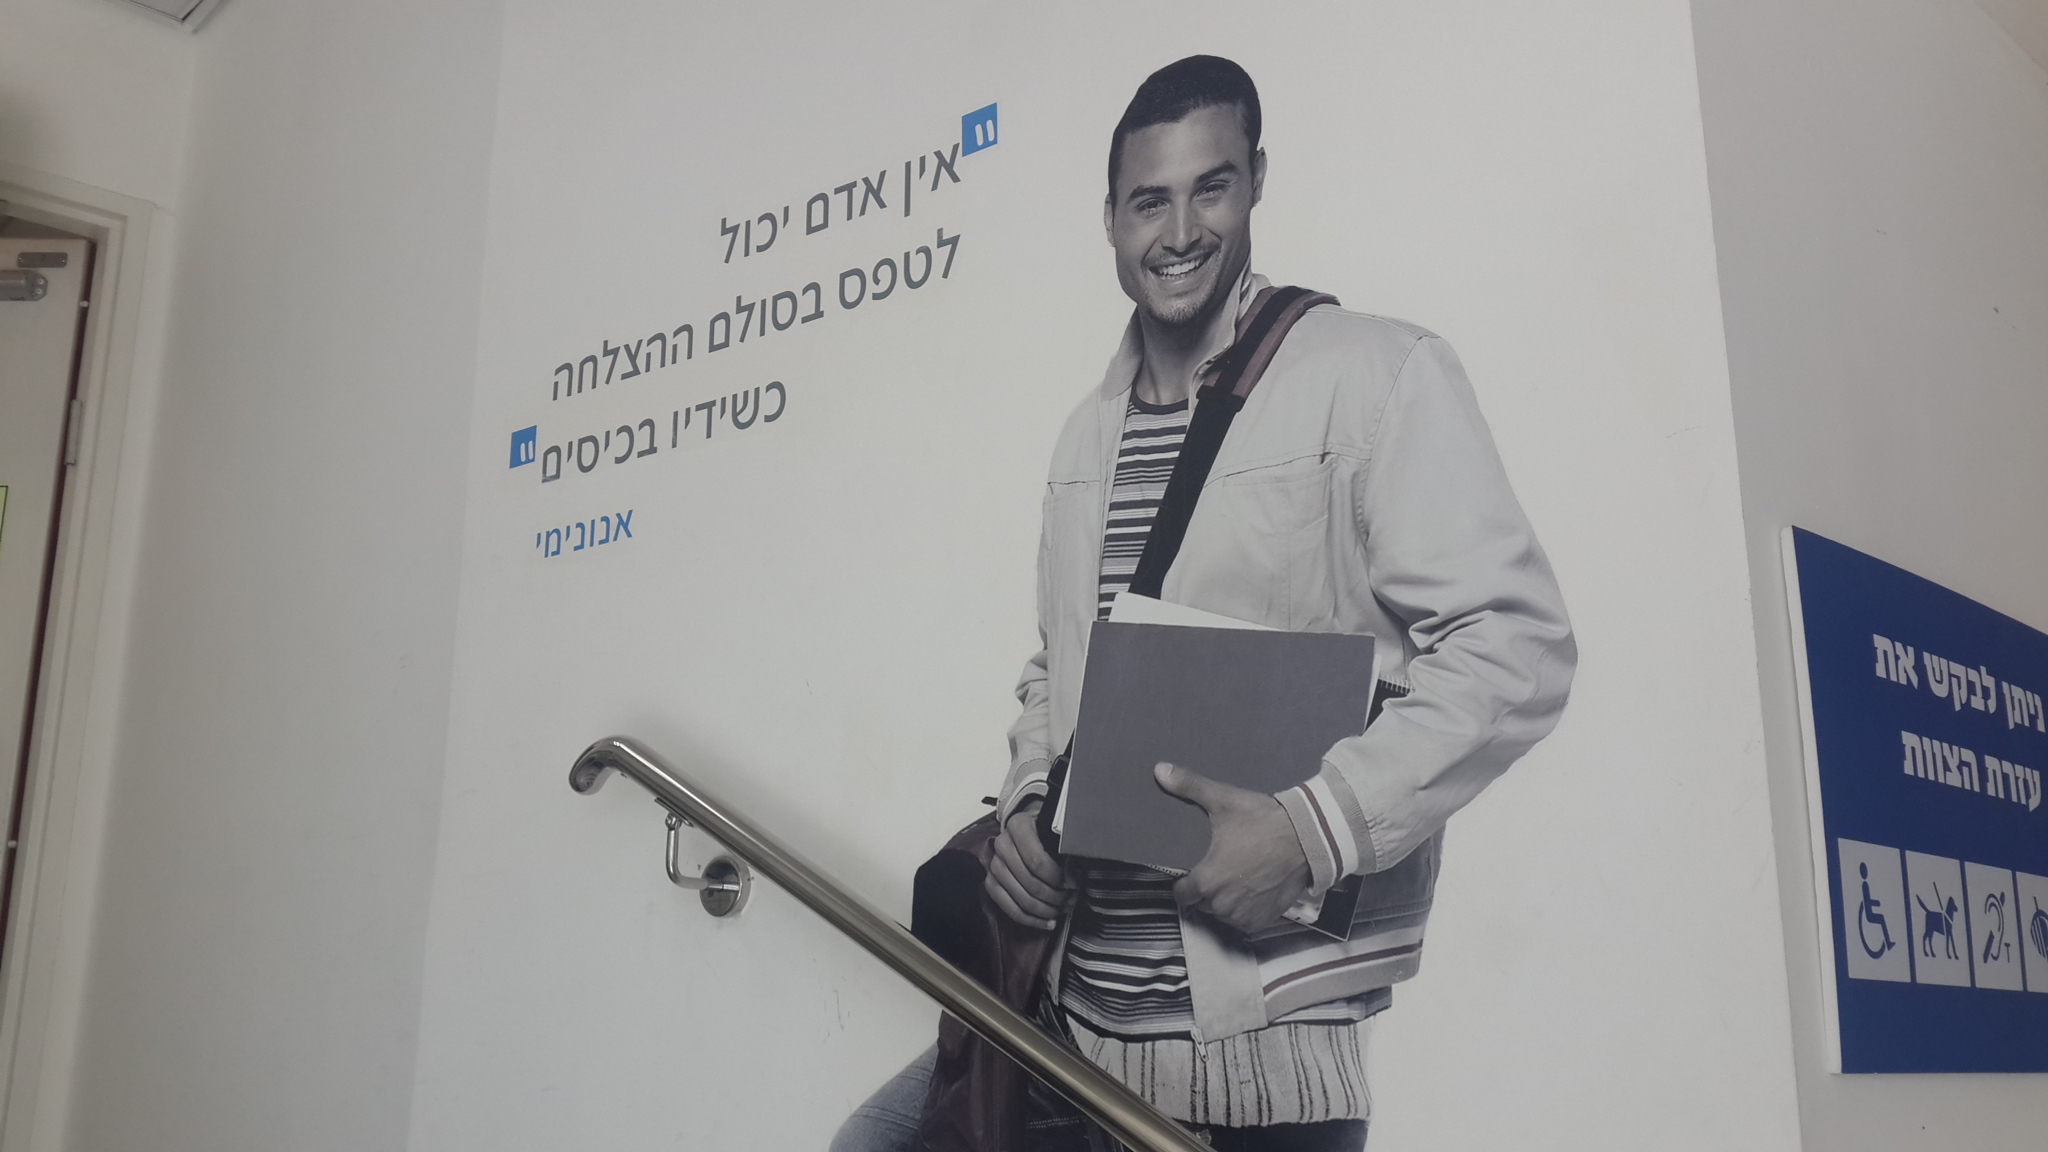 "אין אדם יכול
לטפס בסולם ההצלחה
כשידיו בכיסים"
אנונימי
ניתן לבקש את
עזרת הצוות